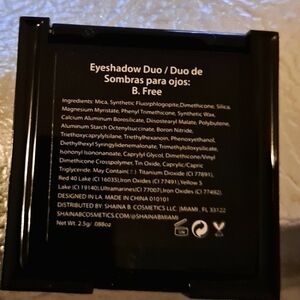 Eyeshadow Duo / Duo de
Sombras para ojos:
B. Free
Ingredients: Mica, Synthetic Fluorphlogopite, Dimethicone, Silica,
Magnesium Myristate, Phenyl Trimethicone, Synthetic Wax,
Calcium Aluminum Borosilicate, Diisostearyl Malate, Polybutene,
Aluminum Starch Octenylsuccinate, Boron Nitride,
Triethoxycaprylylsilane, Triethylhexanoin, Phenoxyethanol,
Diethylhexyl Syringylidenemalonate, Trimethylsiloxysilicate,
Isononyl Isononanoate, Caprylyl Glycol, Dimethicone/Vinyl
Dimethicone Crosspolymer, Tin Oxide, Caprylic/Capric
Triglyceride. May Contain (+/-): Titanium Dioxide (CI 77891),
Red 40 Lake (CI 16035), Iron Oxides (CI 77491), Yellow 5
Lake (CI 19140), Ultramarines (CI 77007), Iron Oxides (CI 77492)
DESIGNED IN LA. MADE IN CHINA 010101
DISTRIBUTED BY SHAINA B. COSMETICS LLC. |MIAMI , FL 33122
SHAINABCOSMETICS.COM/@SHAINABMIAMI
Net Wt. 2.5g/ .088oz